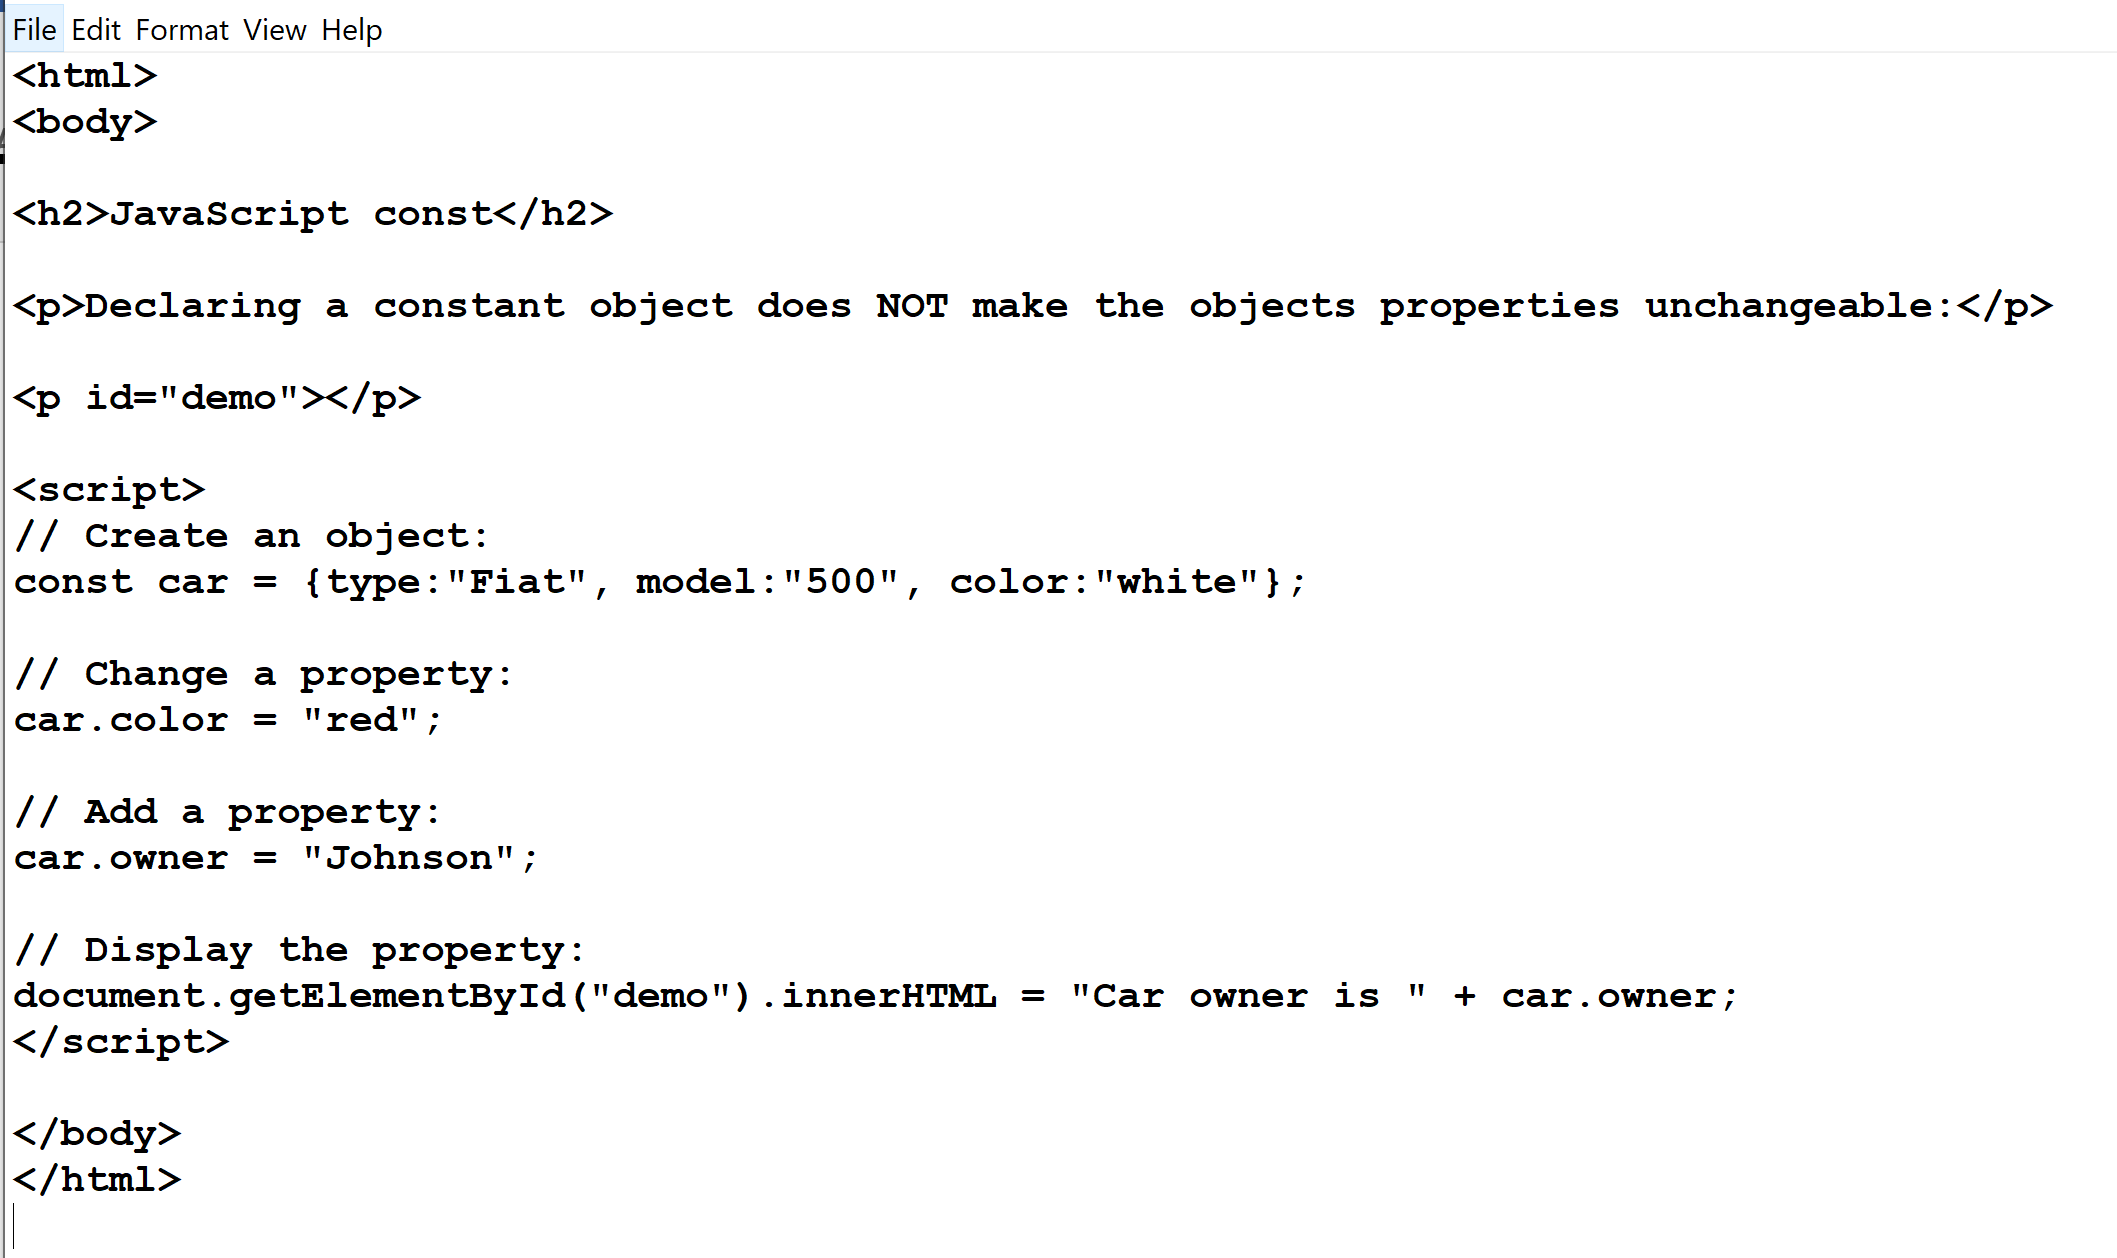 File Edit Format View Help
<html>
<body>
<h2>JavaScript const</h2>
<p>Declaring a constant object does NOT make the objects properties unchangeable:</p>
<p id="demo"></p>
<script>
// Create an object:
const car = {type:"Fiat", model:"500", color:"white"};
// Change a property:
car.color = "red";
// Add a property:
car.owner = "Johnson";
// Display the property:
document.getElementById("demo").innerHTML = "Car owner is " + car.owner;
</script>
</body>
</html>